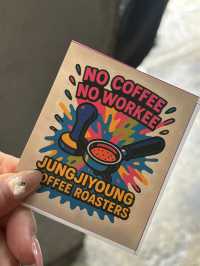 NO COFFEE
NO WORKEE
JUNGJIYOUNG
COFFEE ROASTERS